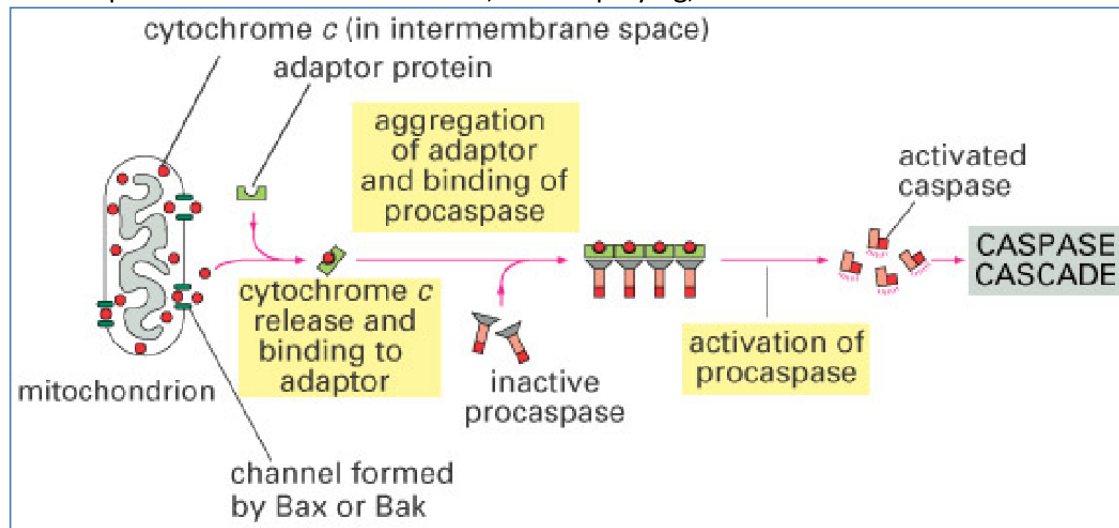 cytochrome c (in intermembrane space)
adaptor protein
aggregation
of adaptor
and binding of
procaspase
activated
caspase
CASPASE
CASCADE
cytochrome c
release and
binding to
adaptor
inactive
procaspase
activation of
procaspase
mitochondrion
channel formed
by Bax or Bak